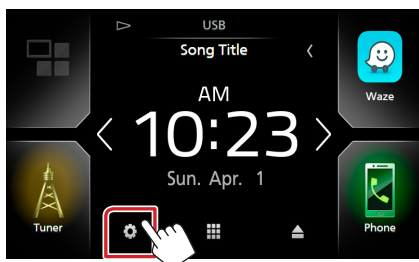 USB
Song Title
AM
10:23
Sun. Apr. 1
Waze
Tuner
Phone